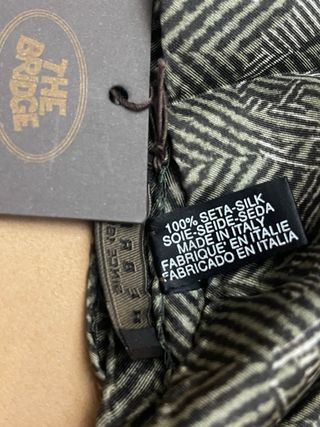 THE
BRIDGE
100% SETA-SILK
SOIE-SEIDE-SEDA
MADE IN ITALY
FABRIQUE' EN ITALIE
FABRICADO EN ITALIA